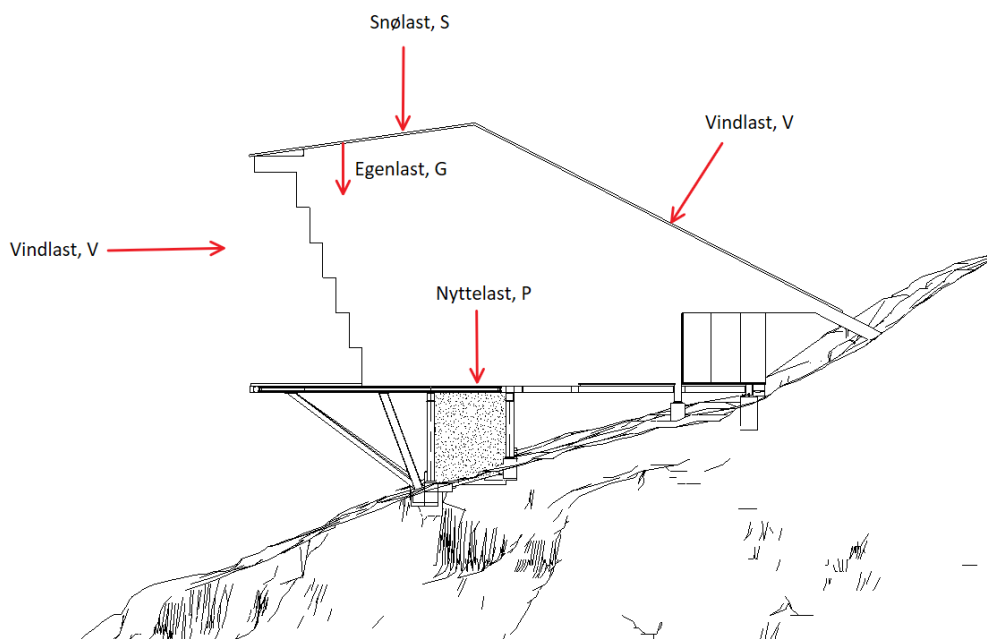 Snølast, S
Vindlast, V
Egenlast, G
Vindlast, V
Nyttelast, P